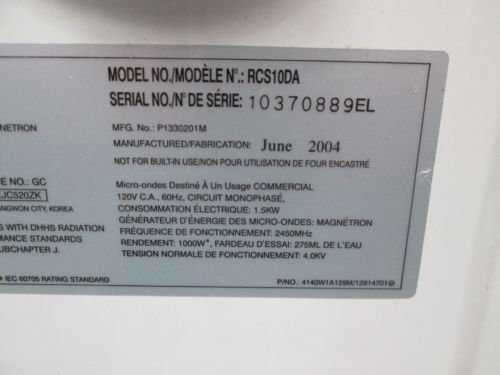 MODEL NO./MODÈLE N°.: RCS10DA
SERIAL NO./N° DE SÉRIE: 10370889EL
NETRON
MFG. No.: P1330201M
MANUFACTURED/FABRICATION: June 2004
NOT FOR BUILT-IN USE/NON POUR UTILISATION DE FOUR ENCASTRÉ
E NO.: GC
EJC520ZK
ANGWON CITY, KOREA
Micro-ondes Destiné À Un Usage COMMERCIAL
120V C.A., 60Hz, CIRCUIT MONOPHASÉ,
CONSOMMATION ÉLECTRIQUE: 1.5KW
GÉNÉRATEUR D'ÉNERGIE DES MICRO-ONDES: MAGNÉTRON
FRÉQUENCE DE FONCTIONNEMENT: 2450MHz
RENDEMENT: 1000W*, FARDEAU D'ESSAI: 275ML DE L'EAU
TENSION NORMALE DE FONCTIONNEMENT: 4.0KV
S WITH DHHS RADIATION
MANCE STANDARDS
UBCHAPTER J.
* IEC 60705 RATING STANDARD
P/NO.: 4140W1A129M/12814701